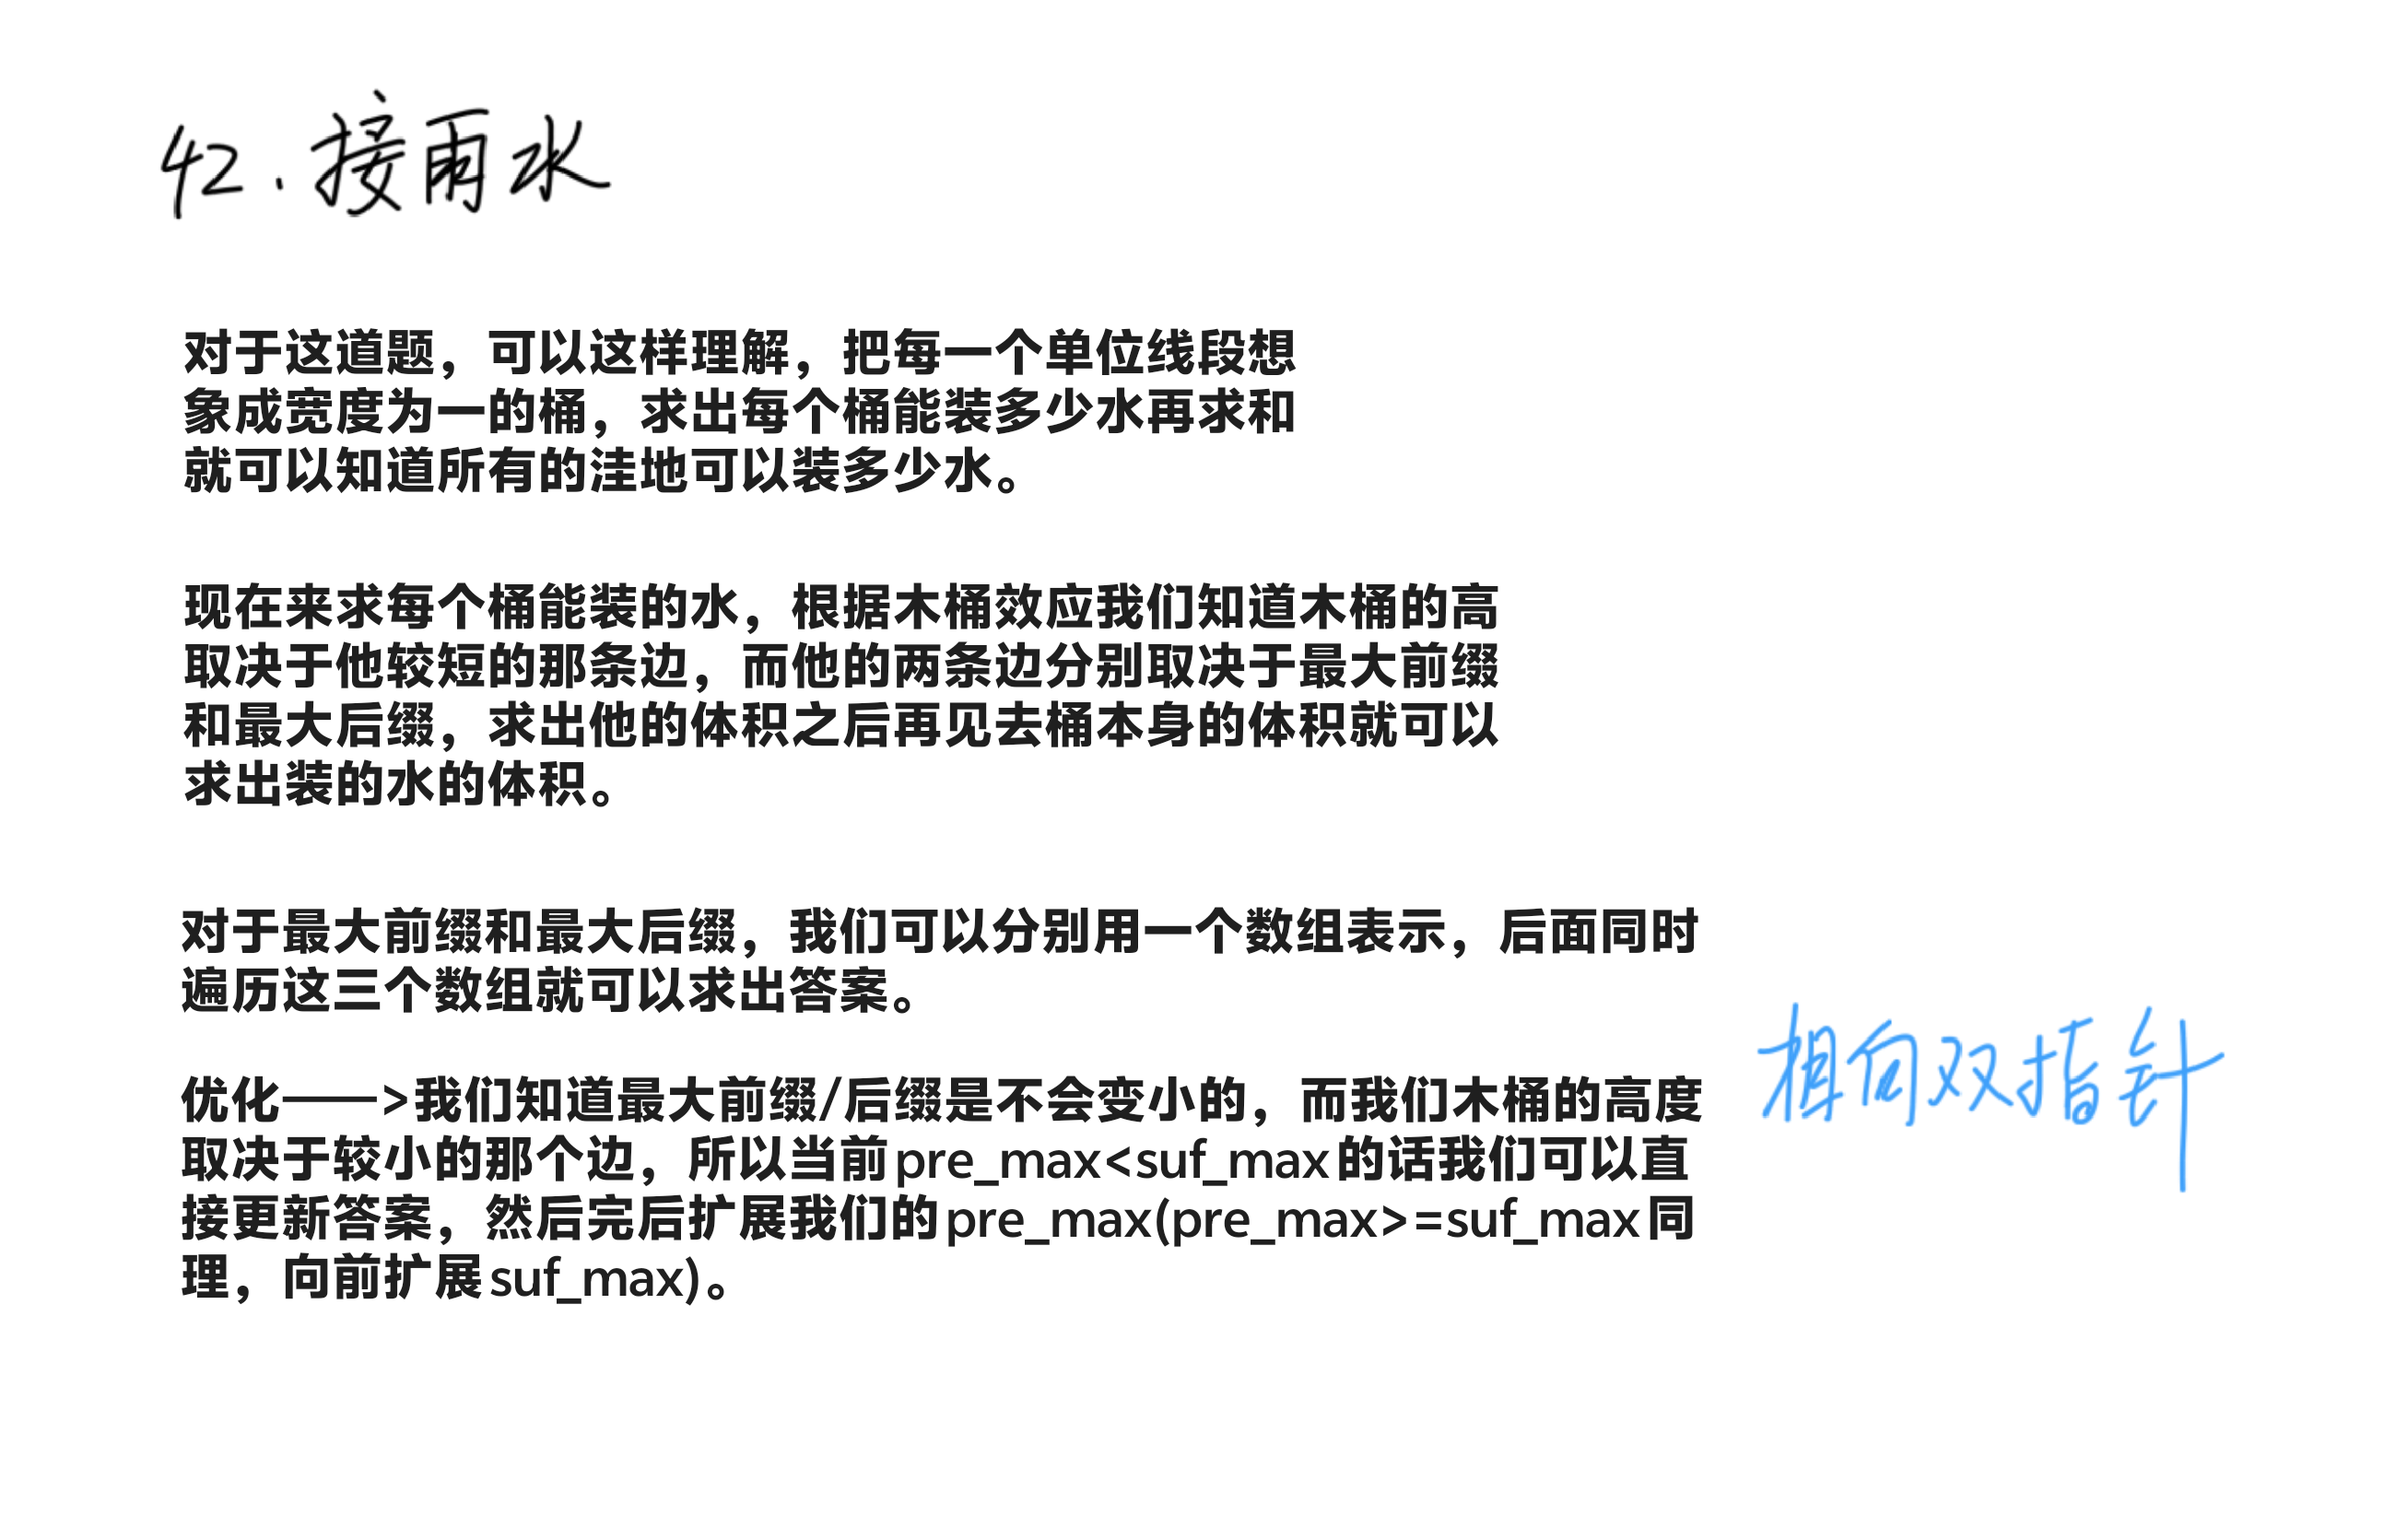 42.接雨水
对于这道题，可以这样理解，把每一个单位线段想
象成宽度为一的桶，求出每个桶能装多少水再求和
就可以知道所有的洼地可以装多少水。
现在来求每个桶能装的水，根据木桶效应我们知道木桶的高
取决于他较短的那条边，而他的两条边分别取决于最大前缀
和最大后缀，求出他的体积之后再见去桶本身的体积就可以
求出装的水的体积。
对于最大前缀和最大后缀，我们可以分别用一个数组表示，后面同时
遍历这三个数组就可以求出答案。
优化——>我们知道最大前缀/后缀是不会变小的，而我们木桶的高度
取决于较小的那个边，所以当前pre_max<suf_max的话我们可以直
接更新答案，然后完后扩展我们的pre_max(pre_max>=suf_max同
理，向前扩展suf_max)。
相向双指针